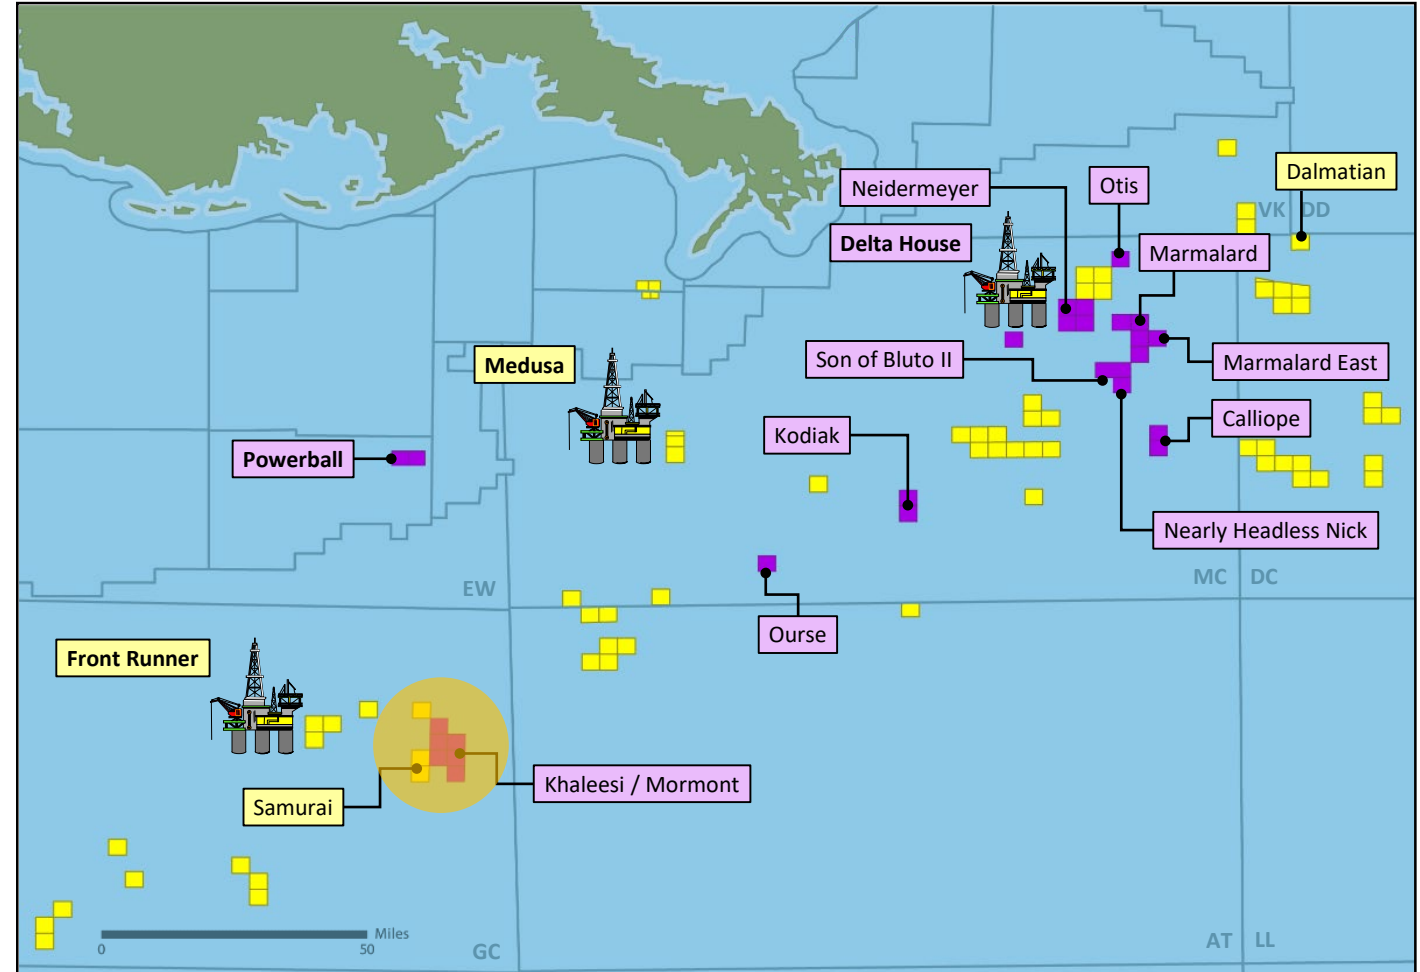 Dalmatian
Otis
Neidermeyer
VK
DD
Delta House
Marmalard
Medusa
Son of Bluto II
Marmalard East
Calliope
Kodiak
Powerball
Nearly Headless Nick
MC
DC
EW
Ourse
Front Runner
Khaleesi / Mormont
Samurai
Miles
0
50
GC
AT
LL